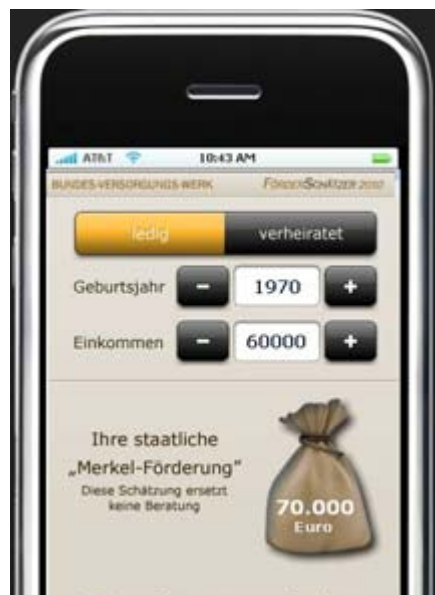 AT&T 10:43 AM
BUNDES-VERSORGUNGS-WERK FÖRDERSCHÄTZER 2010
ledig verheiratet
Geburtsjahr − 1970 +
Einkommen − 60000 +
Ihre staatliche
„Merkel-Förderung”
Diese Schätzung ersetzt
keine Beratung
70.000
Euro